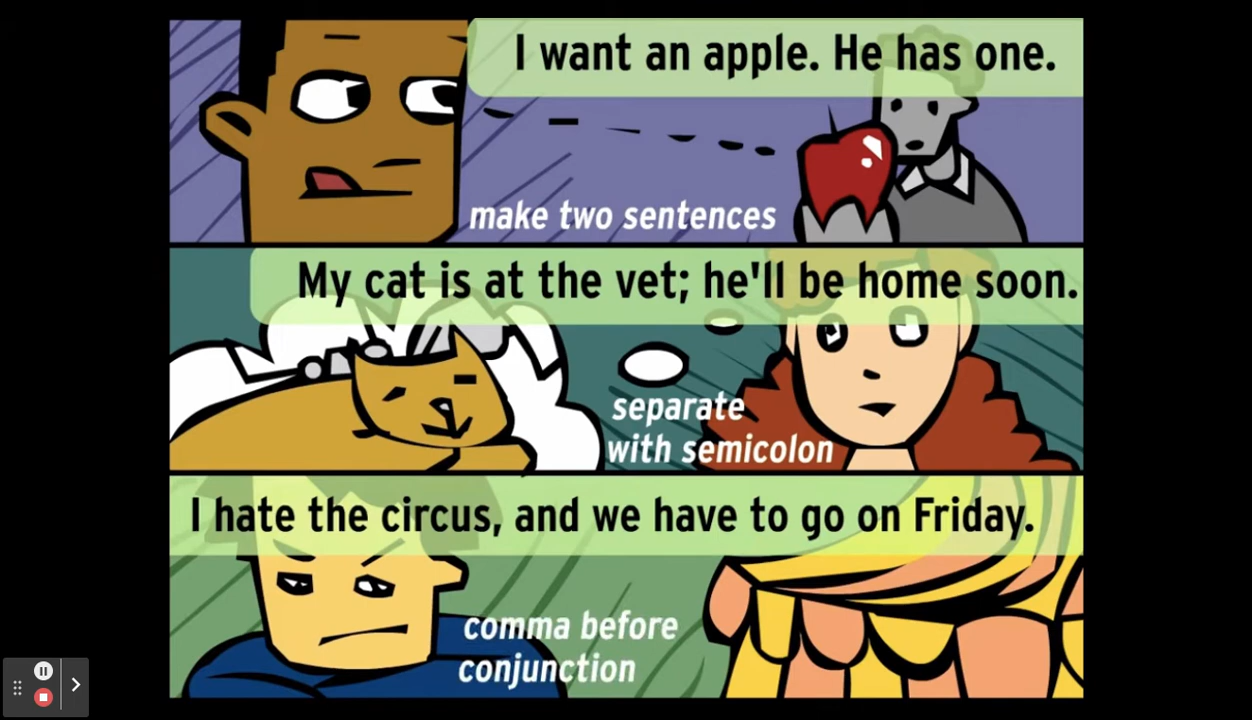 I want an apple. He has one.
make two sentences
My cat is at the vet; he'll be home soon.
separate
with semicolon
I hate the circus, and we have to go on Friday.
comma before
conjunction